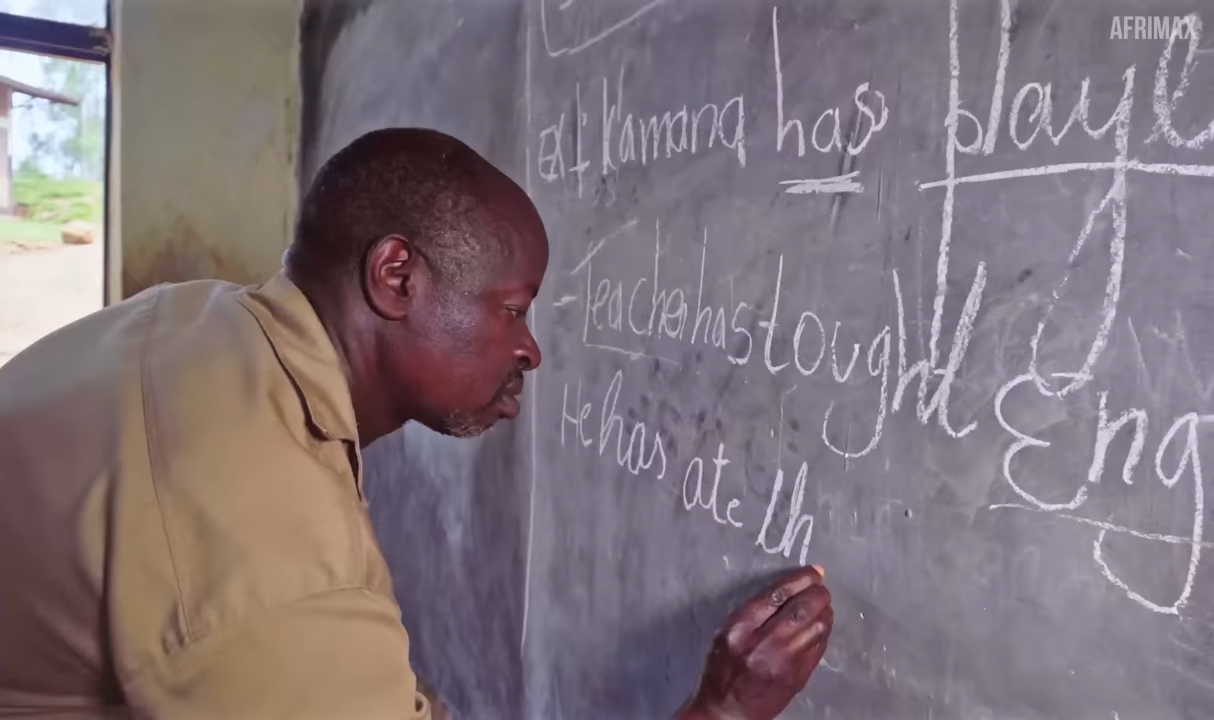 AFRIMAX
Ex: Kamana has playe
- Teacher has tought Eng
He has ate th